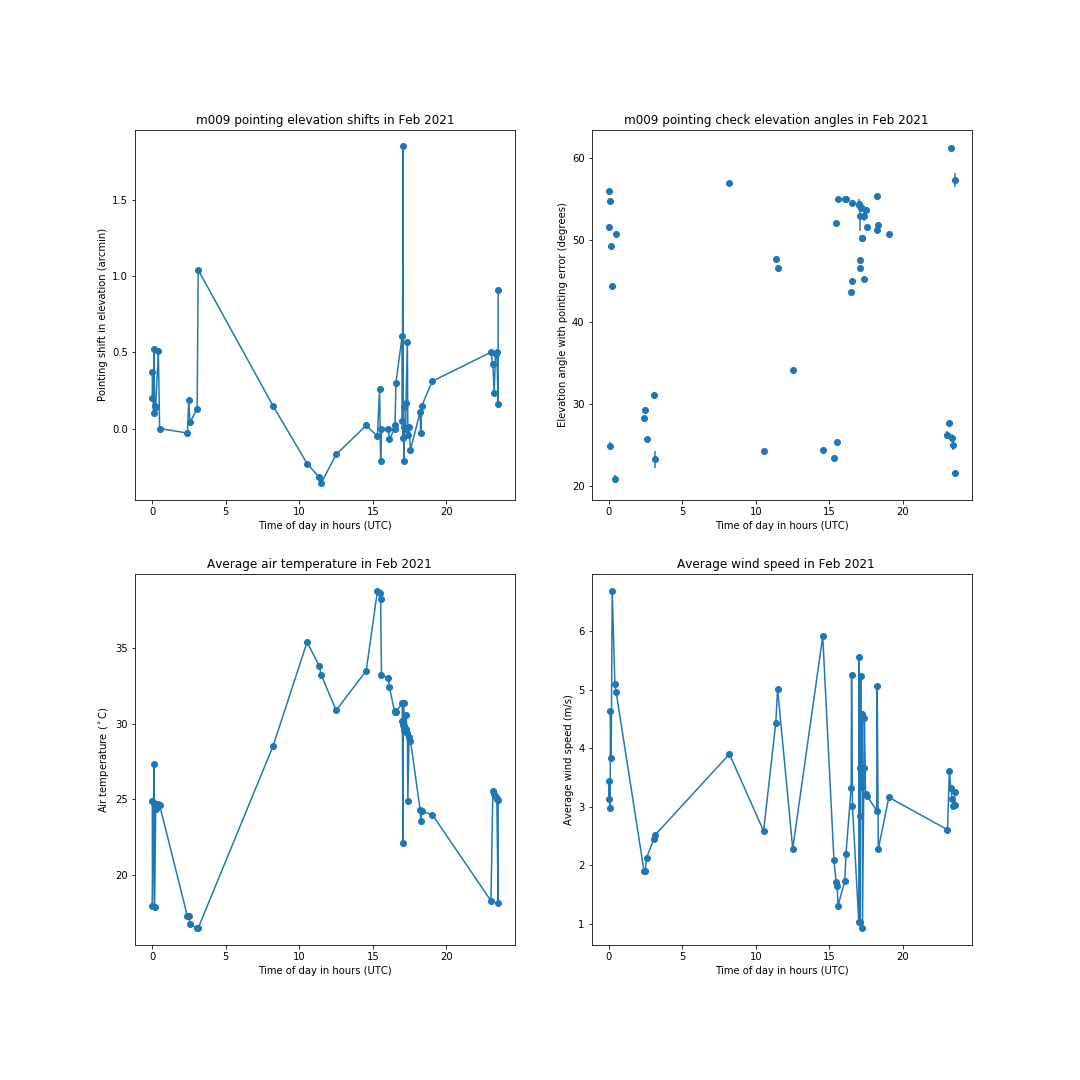 m009 pointing elevation shifts in Feb 2021
Pointing shift in elevation (arcmin)
1.5
1.0
0.5
0.0
0 5 10 15 20
Time of day in hours (UTC)
m009 pointing check elevation angles in Feb 2021
Elevation angle with pointing error (degrees)
60
50
40
30
20
0 5 10 15 20
Time of day in hours (UTC)
Average air temperature in Feb 2021
Air temperature (°C)
35
30
25
20
0 5 10 15 20
Time of day in hours (UTC)
Average wind speed in Feb 2021
Average wind speed (m/s)
6
5
4
3
2
1
0 5 10 15 20
Time of day in hours (UTC)